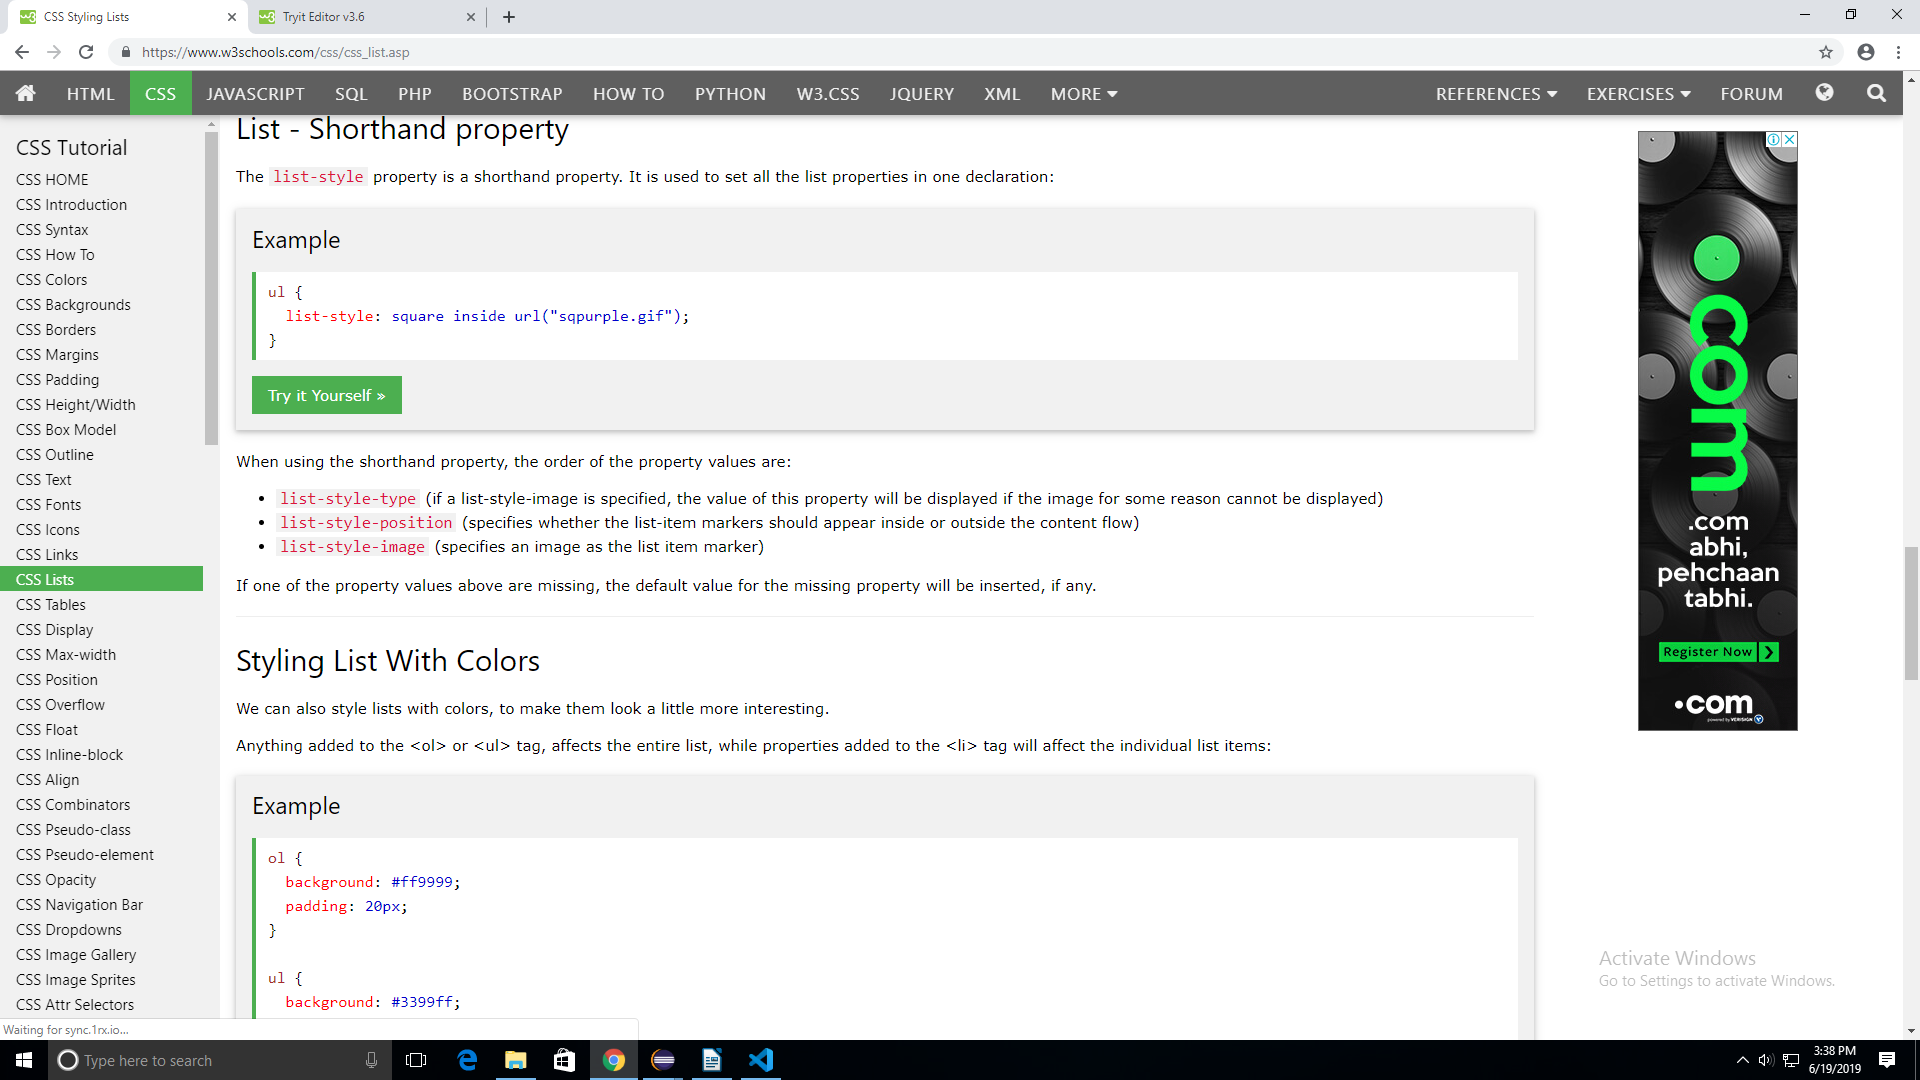 CSS Styling Lists
Tryit Editor v3.6
https://www.w3schools.com/css/css_list.asp
HTML CSS JAVASCRIPT SQL PHP BOOTSTRAP HOW TO PYTHON W3.CSS JQUERY XML MORE REFERENCES EXERCISES FORUM
CSS Tutorial
CSS HOME
CSS Introduction
CSS Syntax
CSS How To
CSS Colors
CSS Backgrounds
CSS Borders
CSS Margins
CSS Padding
CSS Height/Width
CSS Box Model
CSS Outline
CSS Text
CSS Fonts
CSS Icons
CSS Links
CSS Lists
CSS Tables
CSS Display
CSS Max-width
CSS Position
CSS Overflow
CSS Float
CSS Inline-block
CSS Align
CSS Combinators
CSS Pseudo-class
CSS Pseudo-element
CSS Opacity
CSS Navigation Bar
CSS Dropdowns
CSS Image Gallery
CSS Image Sprites
CSS Attr Selectors
List - Shorthand property
The list-style property is a shorthand property. It is used to set all the list properties in one declaration:
Example
ul {
list-style: square inside url("sqpurple.gif");
}
Try it Yourself »
When using the shorthand property, the order of the property values are:
• list-style-type (if a list-style-image is specified, the value of this property will be displayed if the image for some reason cannot be displayed)
• list-style-position (specifies whether the list-item markers should appear inside or outside the content flow)
• list-style-image (specifies an image as the list item marker)
If one of the property values above are missing, the default value for the missing property will be inserted, if any.
Styling List With Colors
We can also style lists with colors, to make them look a little more interesting.
Anything added to the <ol> or <ul> tag, affects the entire list, while properties added to the <li> tag will affect the individual list items:
Example
ol {
background: #ff9999;
padding: 20px;
}
ul {
background: #3399ff;
.com
.com
abhi,
pehchaan
tabhi.
Register Now
.com
powered by VERISIGN
Activate Windows
Go to Settings to activate Windows.
Waiting for sync.1rx.io...
Type here to search
3:38 PM
6/19/2019